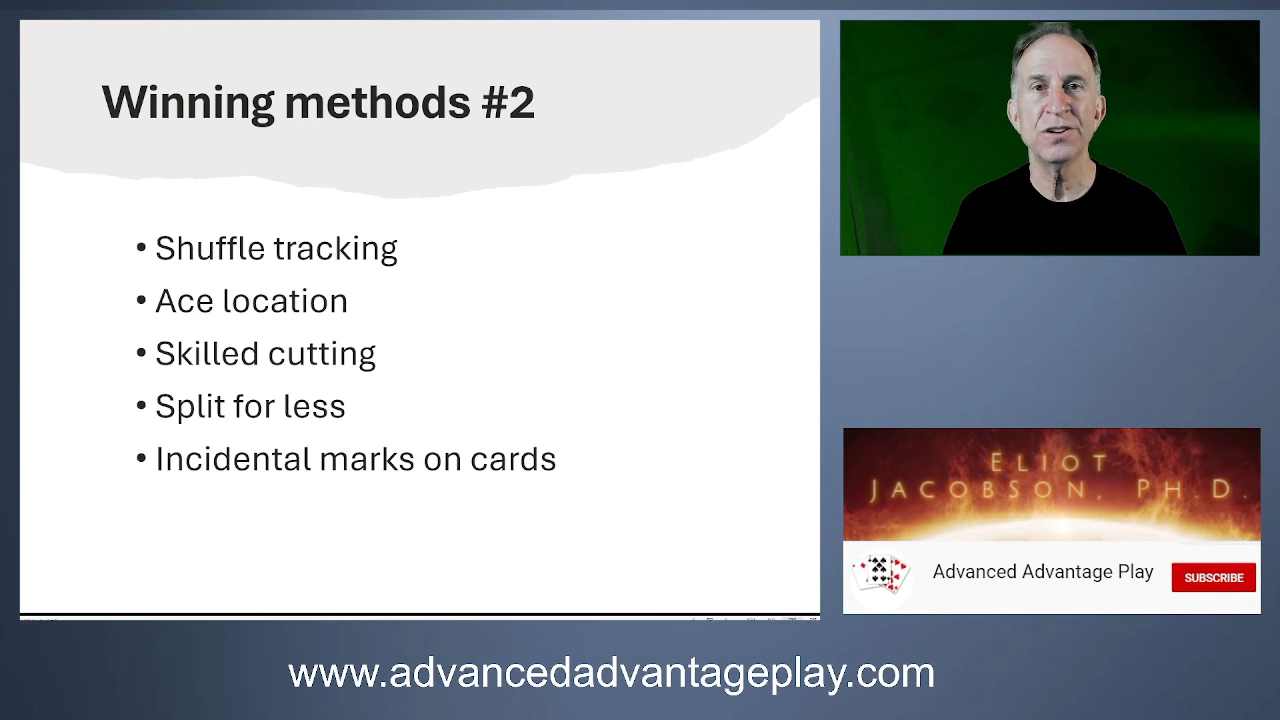 Winning methods #2
• Shuffle tracking
• Ace location
• Skilled cutting
• Split for less
• Incidental marks on cards
ELIOT
JACOBSON, PH.D.
Advanced Advantage Play
SUBSCRIBE
www.advancedadvantageplay.com